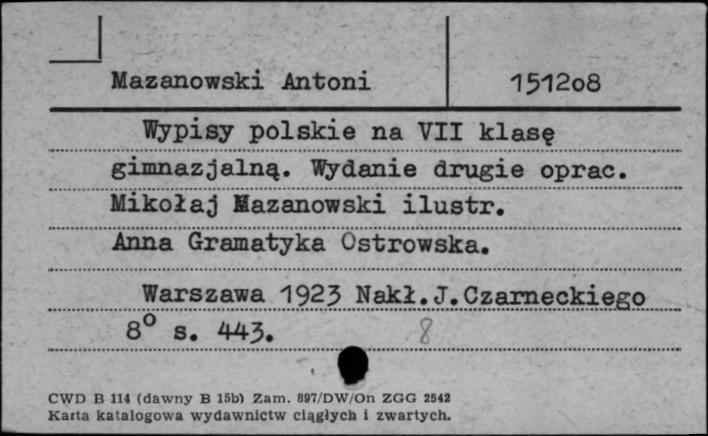 Mazanowski Antoni 151208
Wypisy polskie na VII klasę
gimnazjalną. Wydanie drugie oprac.
Mikołaj Mazanowski ilustr.
Anna Gramatyka Ostrowska.
Warszawa 1923 Nakł.J.Czarneckiego
8° s. 443. 8
CWD B 114 (dawny B 15b) Zam. 897/DW/On ZGG 2542
Karta katalogowa wydawnictw ciągłych i zwartych.